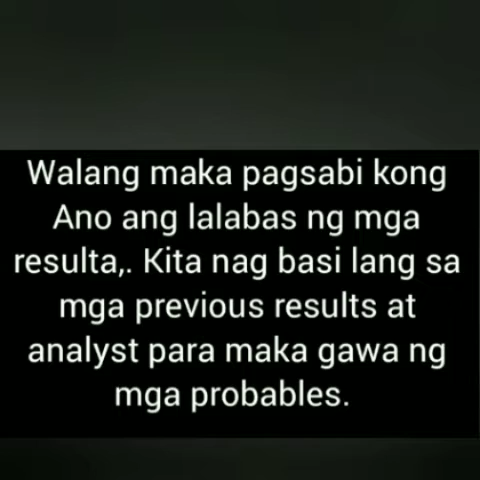 Walang maka pagsabi kong
Ano ang lalabas ng mga
resulta,. Kita nag basi lang sa
mga previous results at
analyst para maka gawa ng
mga probables.